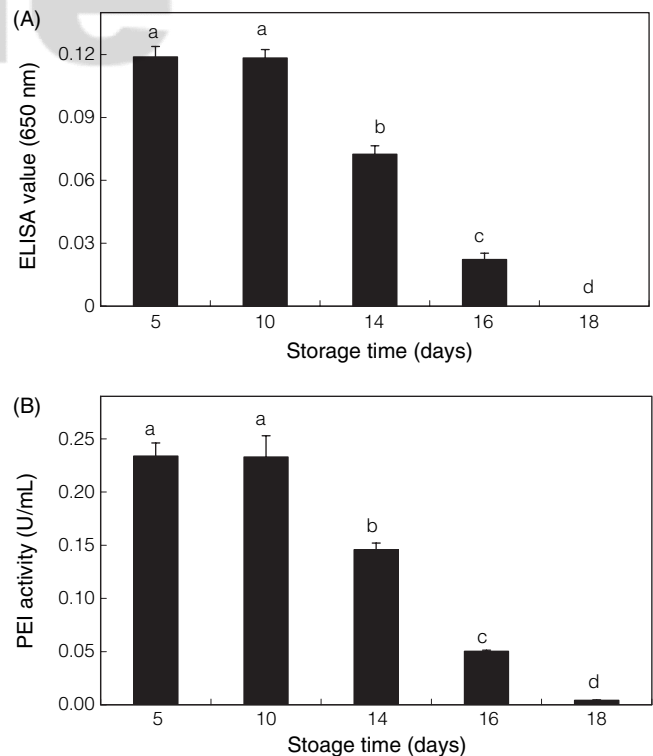 (A)
a
a
b
c
d
0.12
0.09
0.06
0.03
0
ELISA value (650 nm)
5 10 14 16 18
Storage time (days)
(B)
a
a
b
c
d
0.25
0.20
0.15
0.10
0.05
0.00
PEI activity (U/mL)
5 10 14 16 18
Stoage time (days)